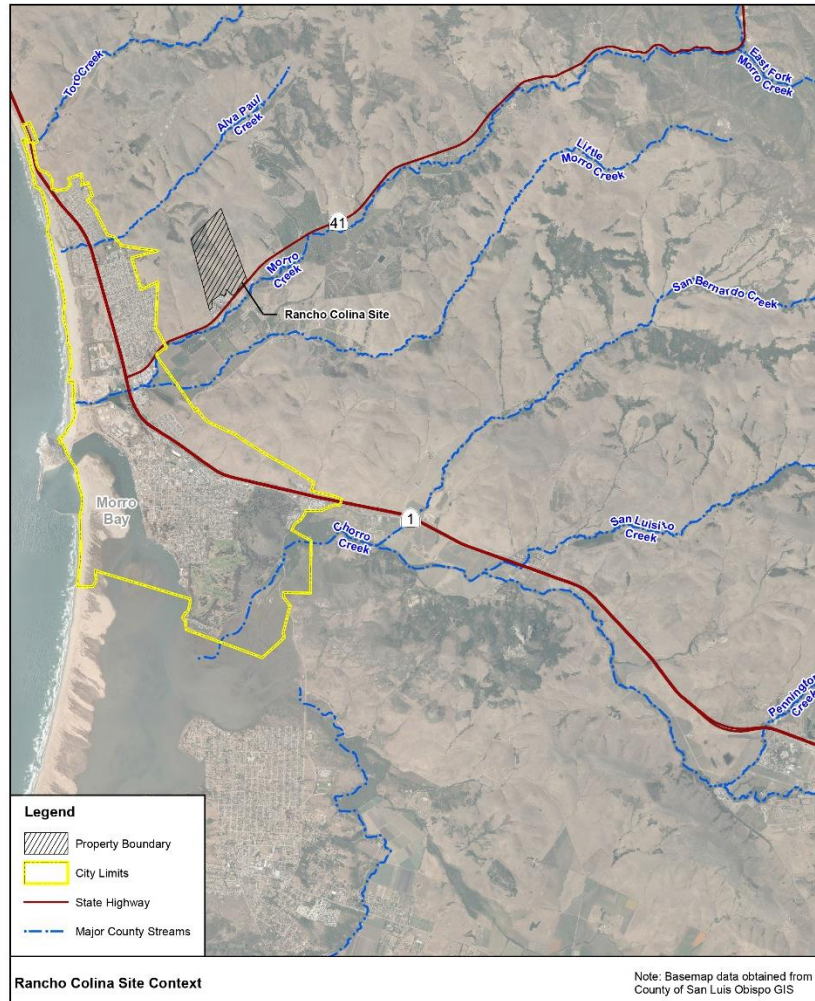 Toro Creek
Alva Paul
Creek
East Fork
Morro Creek
Little
Morro Creek
41
Morro
Creek
San Bernardo Creek
Rancho Colina Site
Morro
Bay
1
Chorro
Creek
San Luisito
Creek
Pennington
Creek
Legend
Property Boundary
City Limits
State Highway
Major County Streams
Rancho Colina Site Context
Note: Basemap data obtained from
County of San Luis Obispo GIS